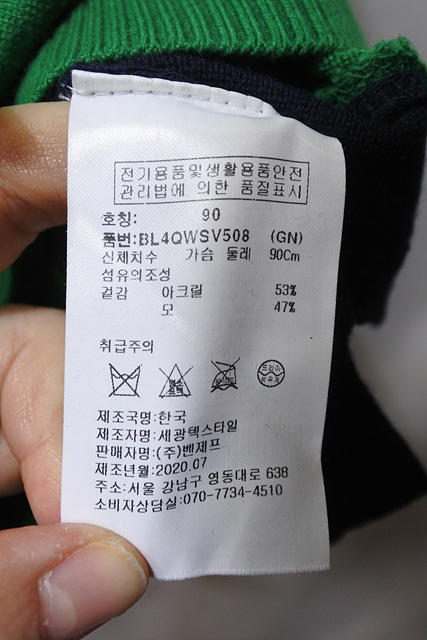 전기용품및생활용품안전
관리법에 의한 품질표시
호칭: 90
품번:BL4QWSV508 (GN)
신체치수 가슴 둘레 90Cm
섬유의조성
겉감 아크릴 53%
모 47%
취급주의
드라이
제조국명:한국
제조자명:세광텍스타일
판매자명:(주)벤제프
제조년월:2020.07
주소:서울 강남구 영동대로 638
소비자상담실:070-7734-4510